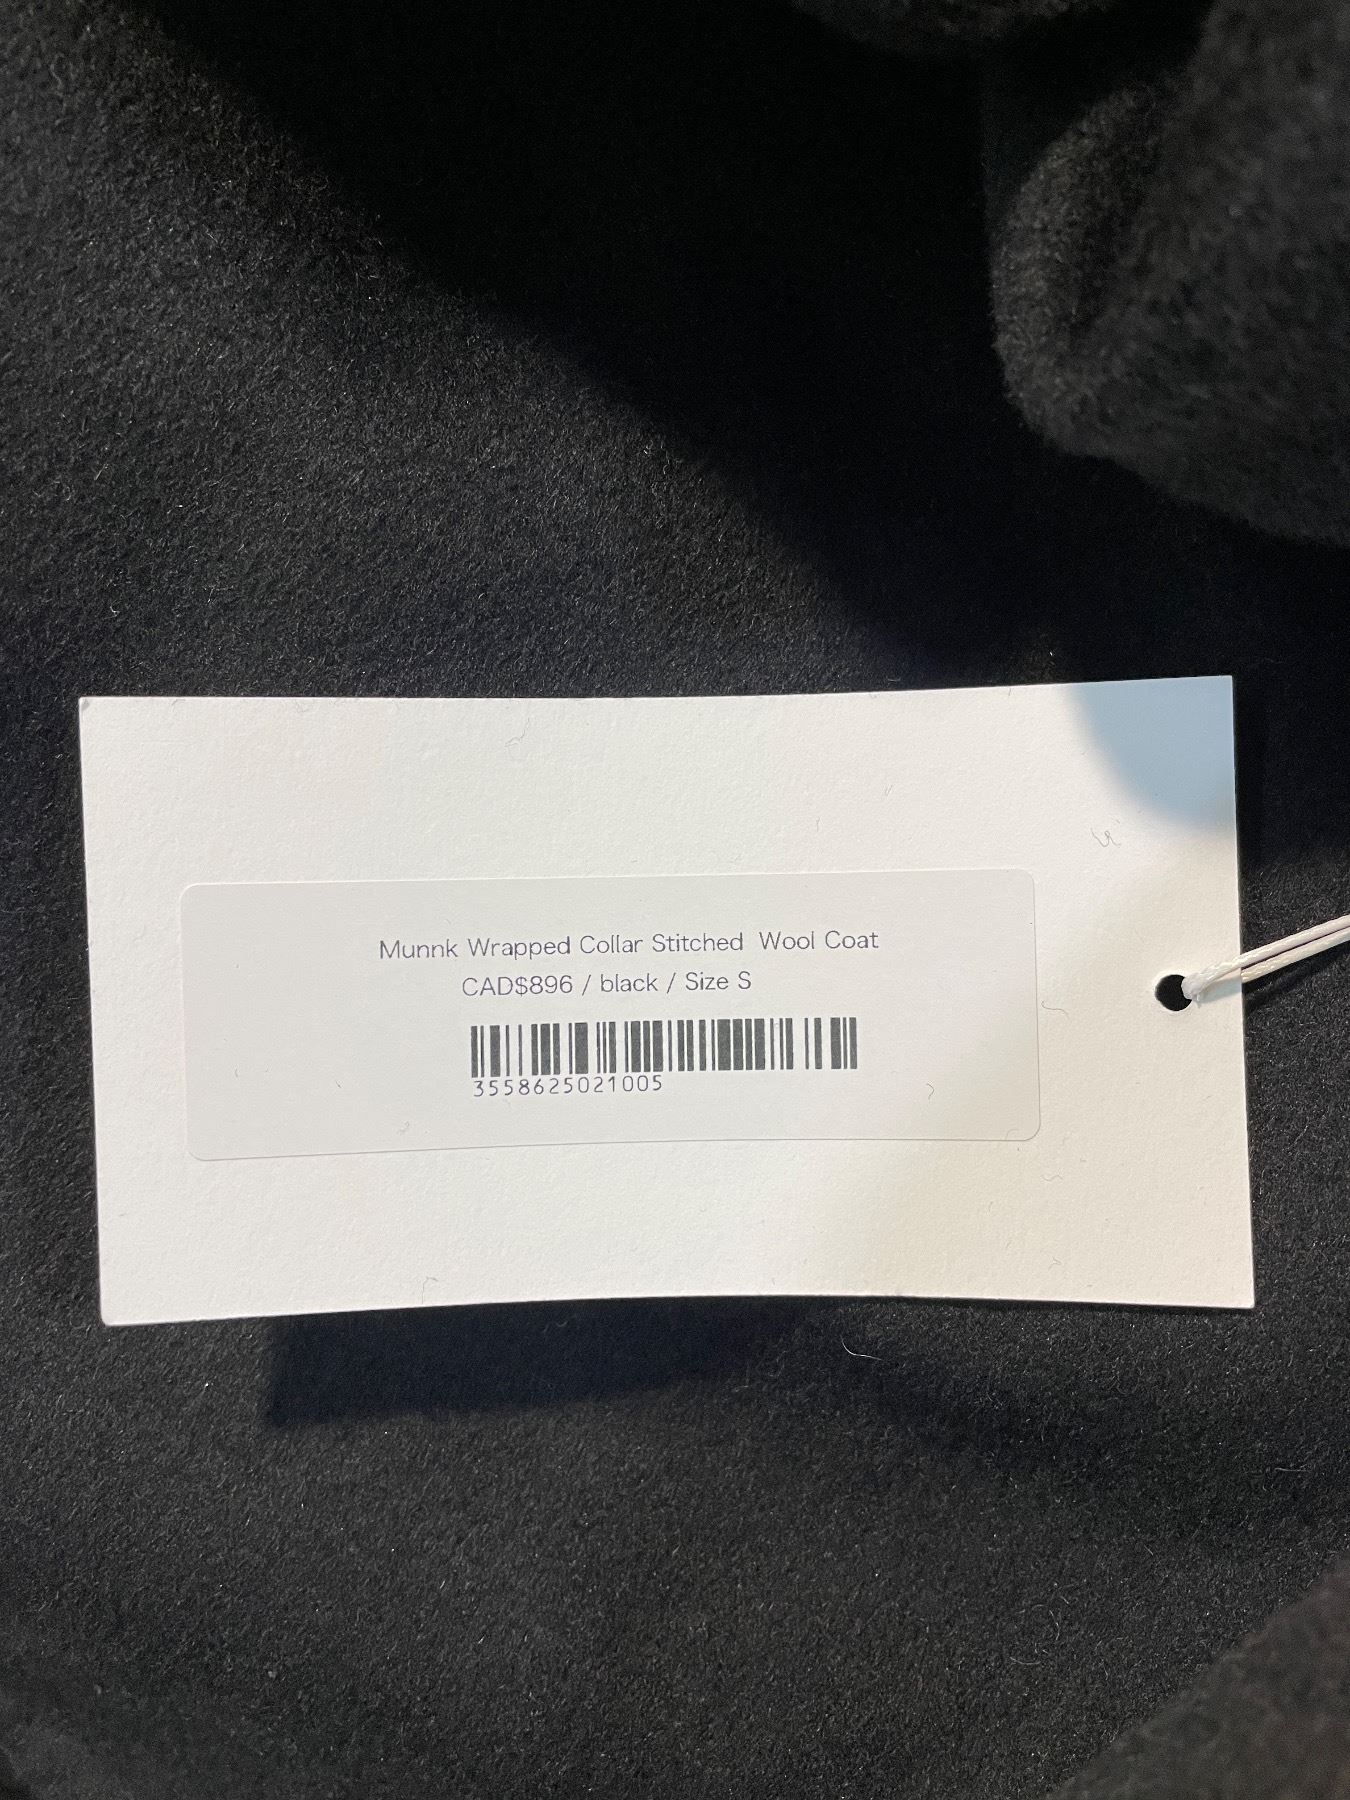 Munnk Wrapped Collar Stitched Wool Coat
CAD$896 / black / Size S
3558625021005